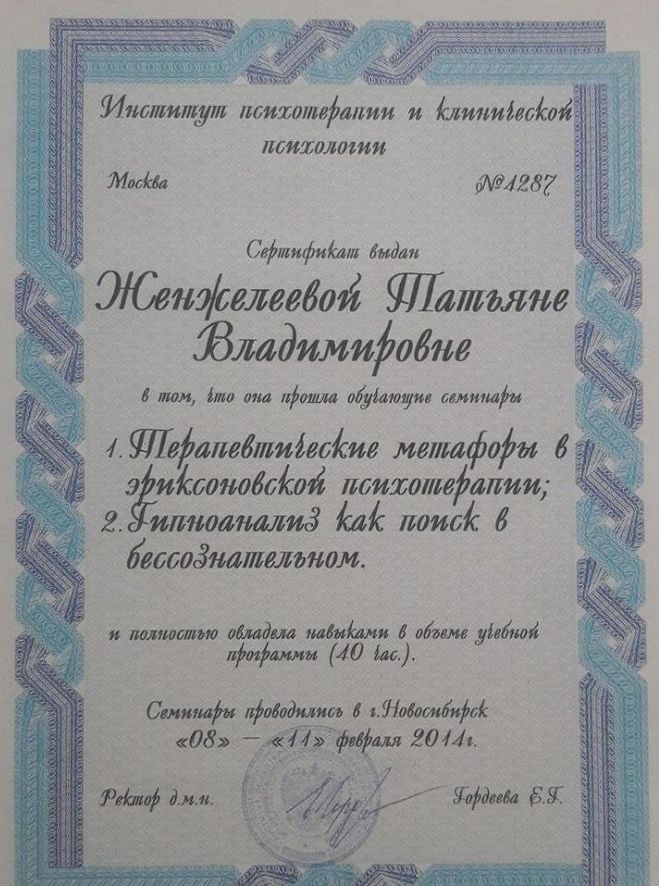 Институт психотерапии и клинической
психологии
Москва №1287
Сертификат выдан
Женжелеевой Татьяне
Владимировне
в том, что она прошла обучающие семинары
1. Терапевтические метафоры в
эриксоновской психотерапии;
2. Гипноанализ как поиск в
бессознательном.
и полностью овладела навыками в объеме учебной
программы (40 час.).
Семинары проводились в г.Новосибирск
«08» — «11» февраля 2014г.
Ректор д.м.н. Гордеева Е.Г.